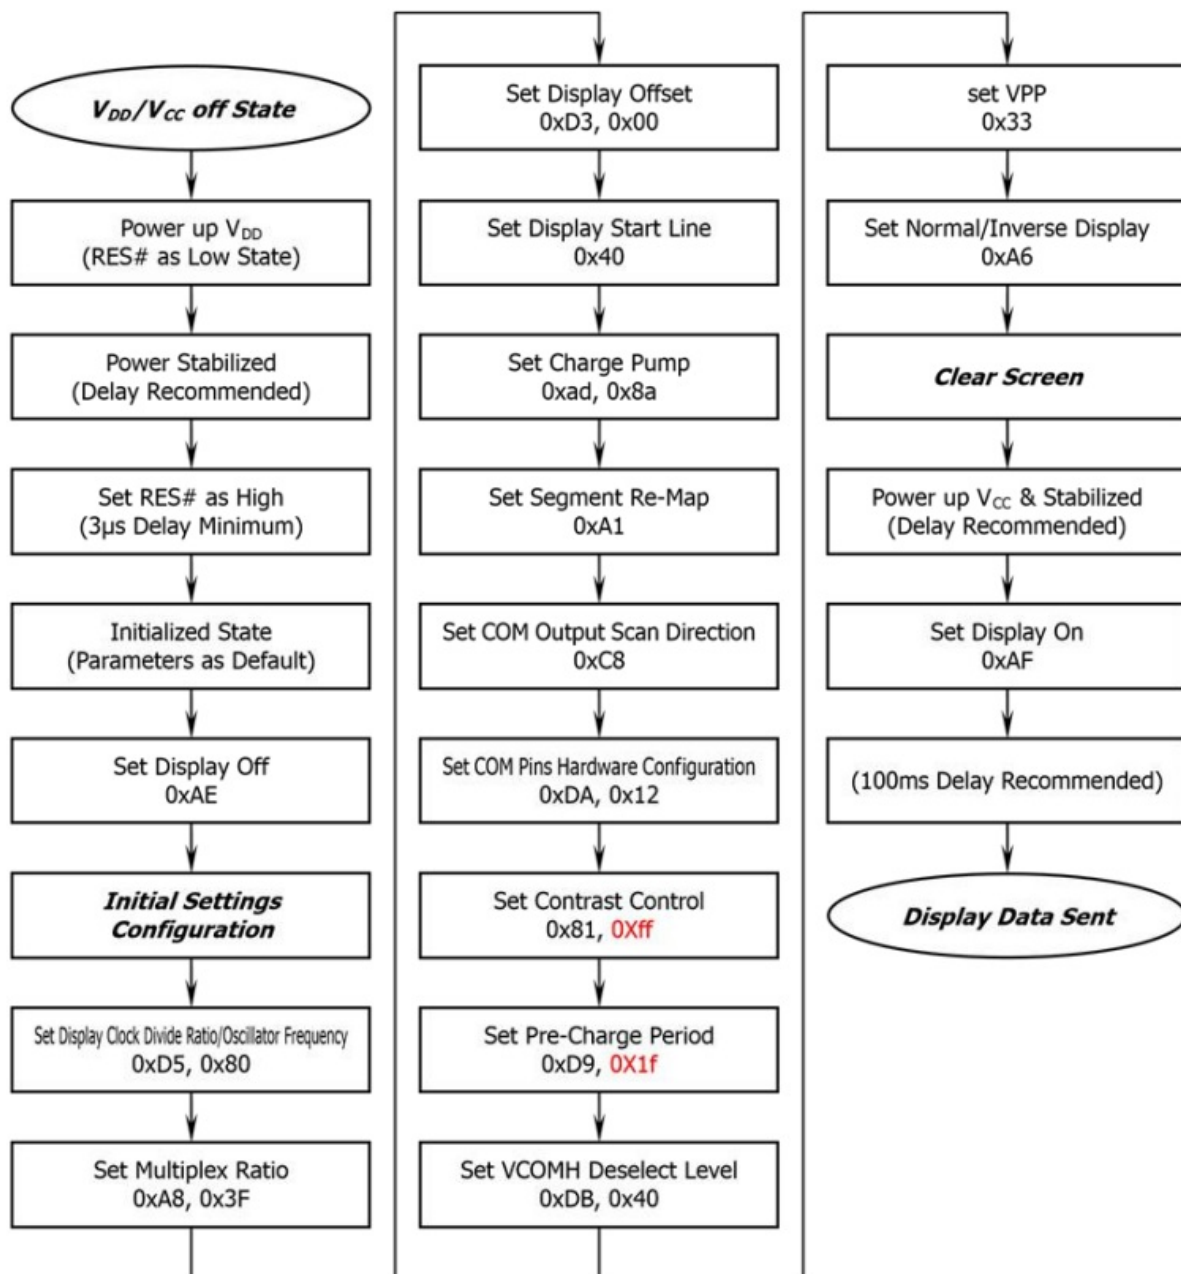 V_DD/V_CC off State
Power up V_DD
(RES# as Low State)
Power Stabilized
(Delay Recommended)
Set RES# as High
(3µs Delay Minimum)
Initialized State
(Parameters as Default)
Set Display Off
0xAE
Initial Settings
Configuration
Set Display Clock Divide Ratio/Oscillator Frequency
0xD5, 0x80
Set Multiplex Ratio
0xA8, 0x3F
Set Display Offset
0xD3, 0x00
Set Display Start Line
0x40
Set Charge Pump
0xad, 0x8a
Set Segment Re-Map
0xA1
Set COM Output Scan Direction
0xC8
Set COM Pins Hardware Configuration
0xDA, 0x12
Set Contrast Control
0x81, 0Xff
Set Pre-Charge Period
0xD9, 0X1f
Set VCOMH Deselect Level
0xDB, 0x40
set VPP
0x33
Set Normal/Inverse Display
0xA6
Clear Screen
Power up V_CC & Stabilized
(Delay Recommended)
Set Display On
0xAF
(100ms Delay Recommended)
Display Data Sent